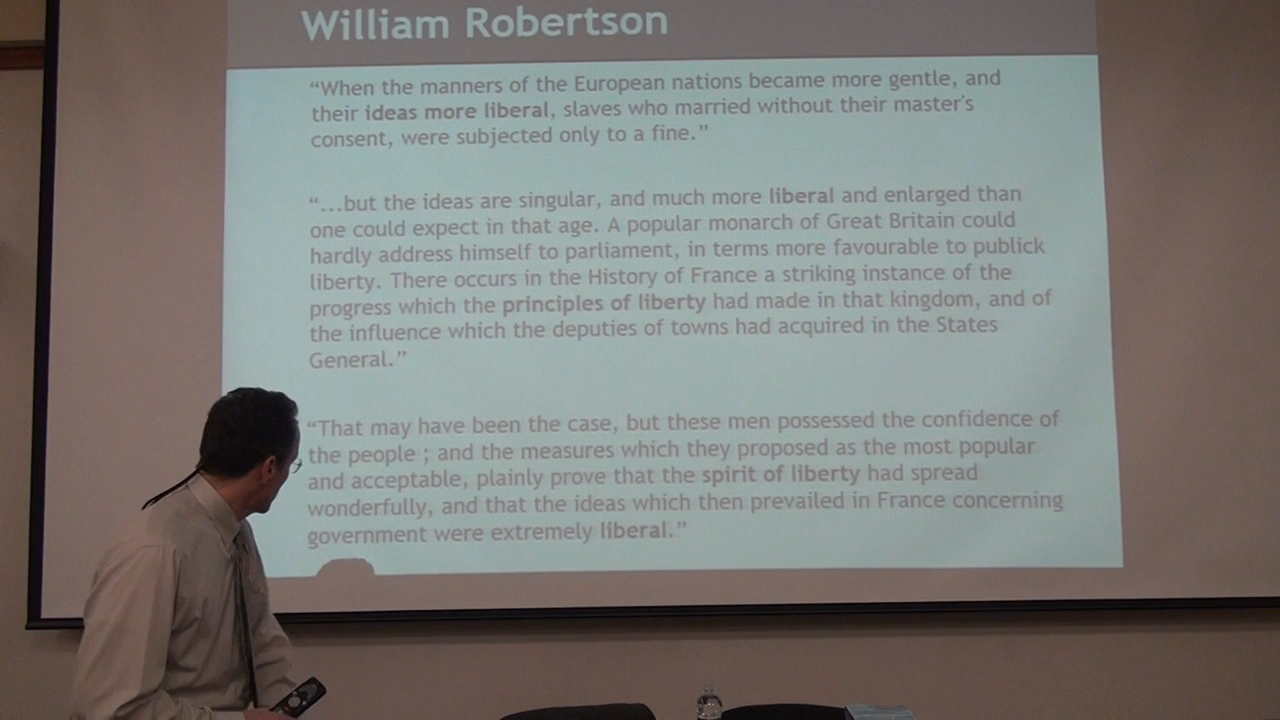 William Robertson
“When the manners of the European nations became more gentle, and
their ideas more liberal, slaves who married without their master's
consent, were subjected only to a fine.”
“...but the ideas are singular, and much more liberal and enlarged than
one could expect in that age. A popular monarch of Great Britain could
hardly address himself to parliament, in terms more favourable to publick
liberty. There occurs in the History of France a striking instance of the
progress which the principles of liberty had made in that kingdom, and of
the influence which the deputies of towns had acquired in the States
General.”
“That may have been the case, but these men possessed the confidence of
the people ; and the measures which they proposed as the most popular
and acceptable, plainly prove that the spirit of liberty had spread
wonderfully, and that the ideas which then prevailed in France concerning
government were extremely liberal.”